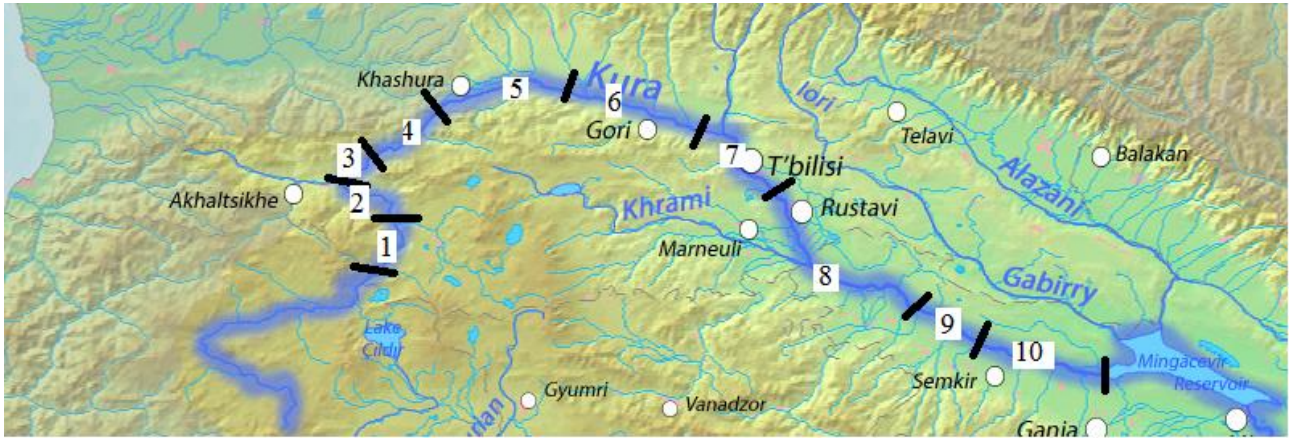 Khashura
5
Kura
6
Gori
4
3
Akhaltsikhe
2
1
7
T'bilisi
Iori
Telavi
Balakan
Alazani
Khrami
Rustavi
Marneuli
8
Gabirry
9
10
Semkir
Mingacevir
Reservoir
Lake
Çildir
Gyumri
Vanadzor
Ganja